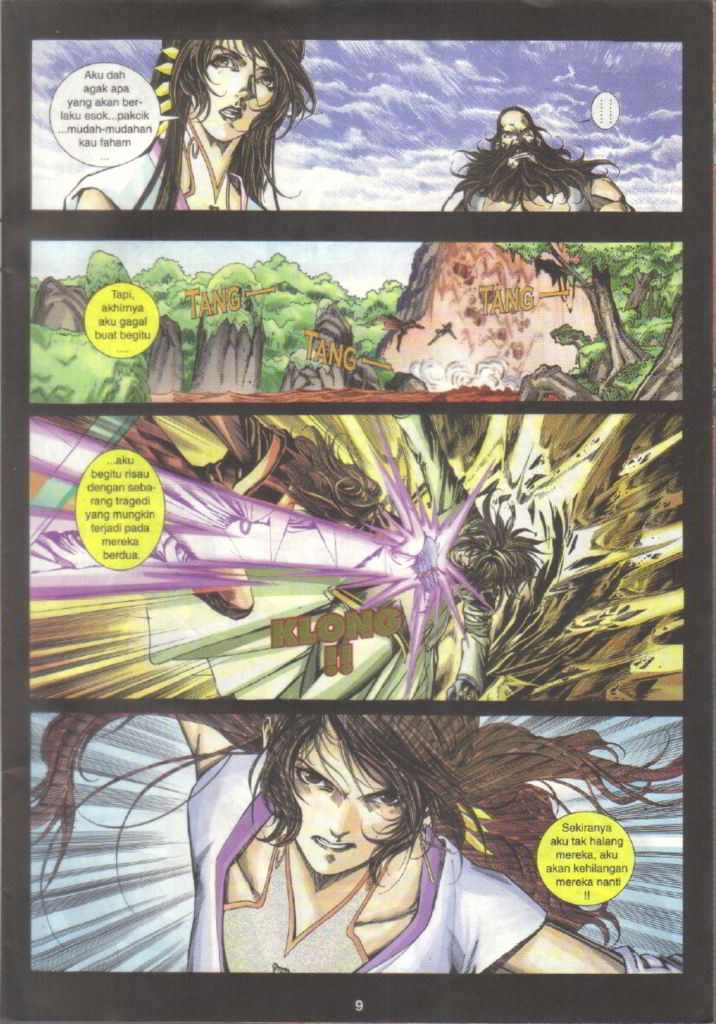 Aku dah
agak apa
yang akan ber-
laku esok...pakcik
...mudah-mudahan
kau faham
...
Tapi,
akhirnya
aku gagal
buat begitu
....
TANG
TANG
TANG
...aku
begitu risau
dengan seba-
rang tragedi
yang mungkin
terjadi pada
mereka
berdua.
KLONG
!!
Sekiranya
aku tak halang
mereka, aku
akan kehilangan
mereka nanti
!!
9